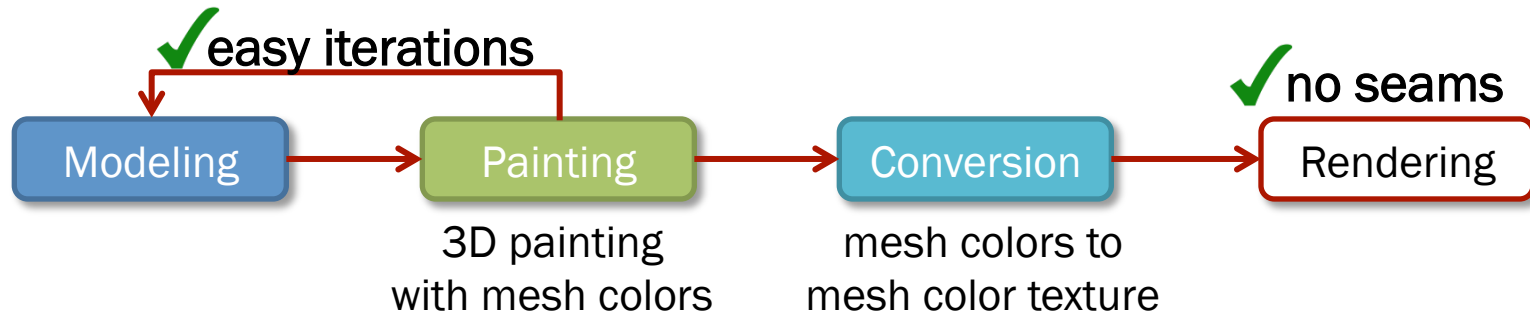 easy iterations
no seams
Modeling
Painting
Conversion
Rendering
3D painting
with mesh colors
mesh colors to
mesh color texture